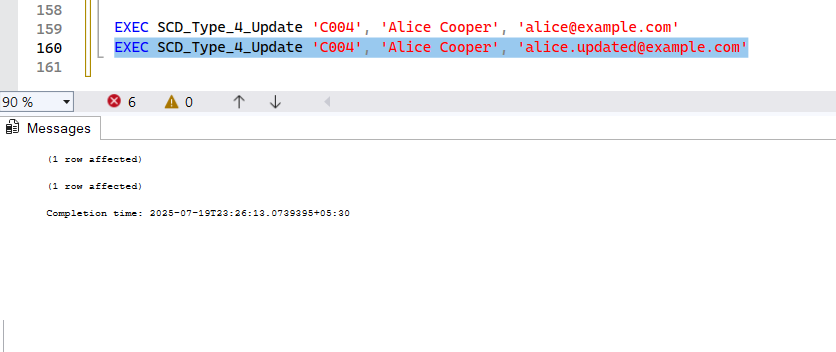 158
159 EXEC SCD_Type_4_Update 'C004', 'Alice Cooper', 'alice@example.com'
160 EXEC SCD_Type_4_Update 'C004', 'Alice Cooper', 'alice.updated@example.com'
161
90 % 6 0
Messages
(1 row affected)
(1 row affected)
Completion time: 2025-07-19T23:26:13.0739395+05:30